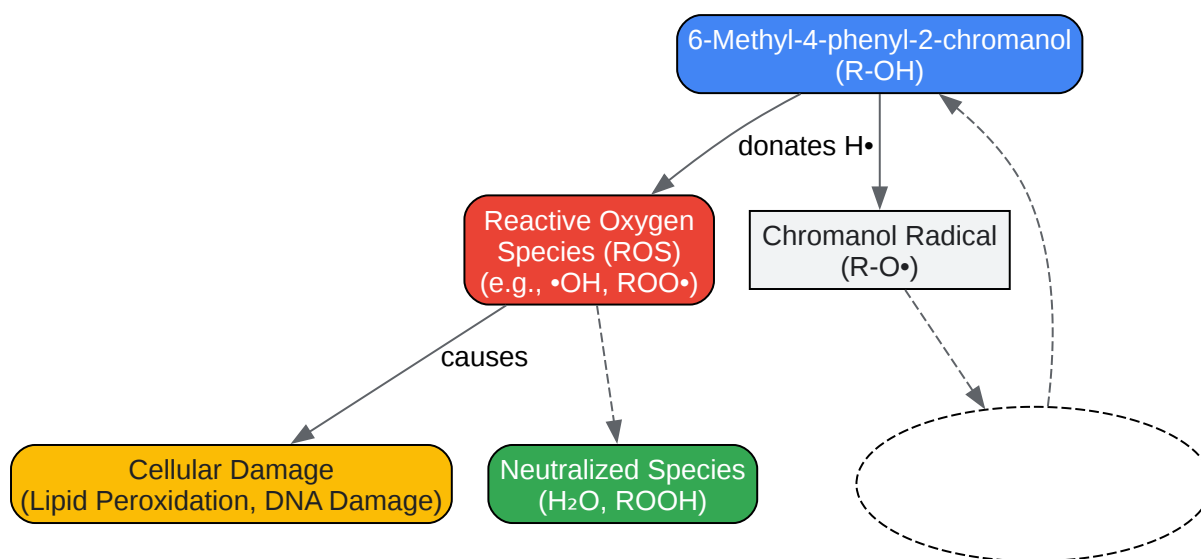 6-Methyl-4-phenyl-2-chromanol
(R-OH)
donates H•
Reactive Oxygen
Species (ROS)
(e.g., •OH, ROO•)
Chromanol Radical
(R-O•)
causes
Cellular Damage
(Lipid Peroxidation, DNA Damage)
Neutralized Species
(H₂O, ROOH)